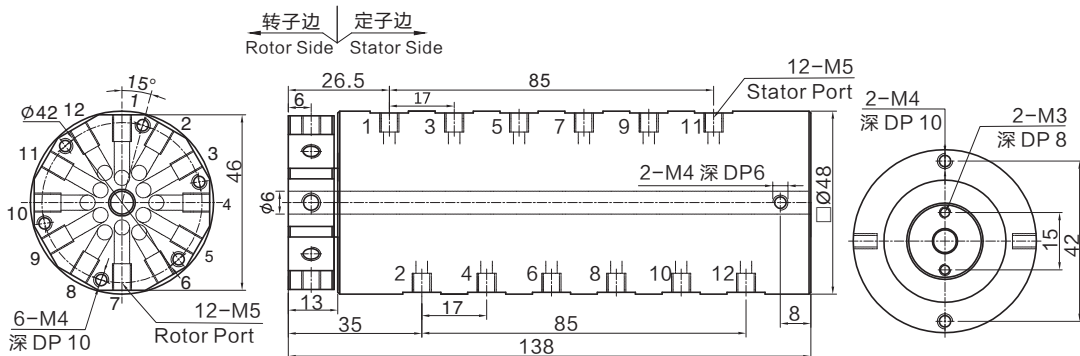 转子边 定子边
Rotor Side Stator Side
26.5
85
6
17
12-M5
Stator Port
1 3 5 7 9 11
2-M4 深 DP6
ϕ6
□Ø48
2 4 6 8 10 12
13
17
8
35
85
138
15°
Ø42
1
2
3
4
5
6
7
8
9
10
11
12
46
6-M4
深 DP 10
12-M5
Rotor Port
2-M4
深 DP 10
2-M3
深 DP 8
15
42